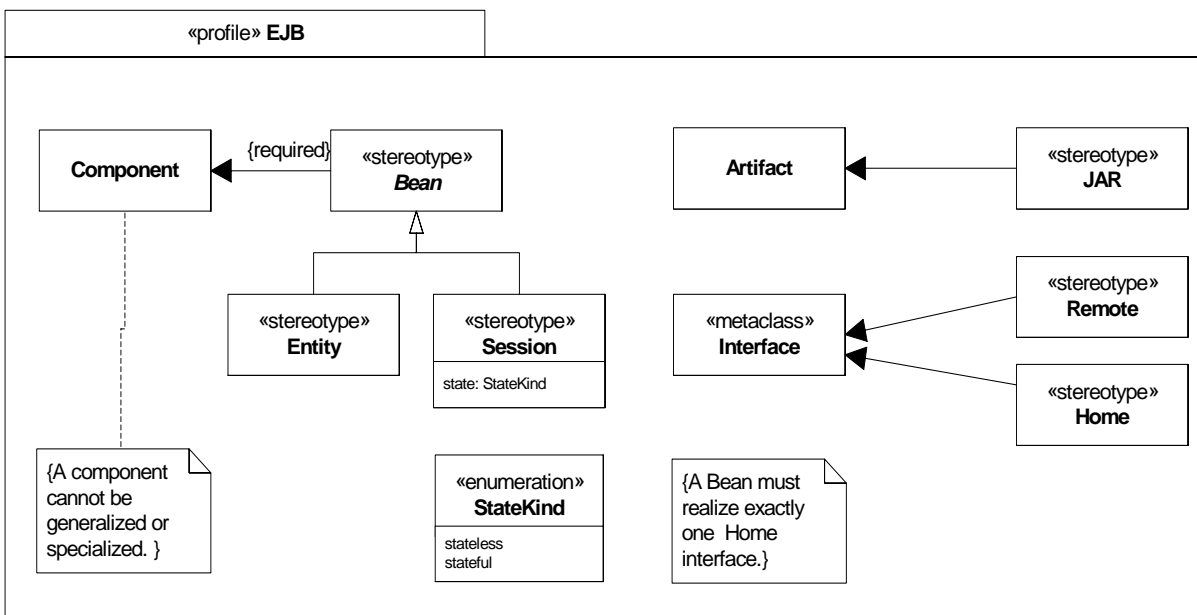 «profile» EJB
Component
{required}
«stereotype»
Bean
Artifact
«stereotype»
JAR
«stereotype»
Entity
«stereotype»
Session
state: StateKind
«metaclass»
Interface
«stereotype»
Remote
«stereotype»
Home
{A component
cannot be
generalized or
specialized. }
«enumeration»
StateKind
stateless
stateful
{A Bean must
realize exactly
one Home
interface.}